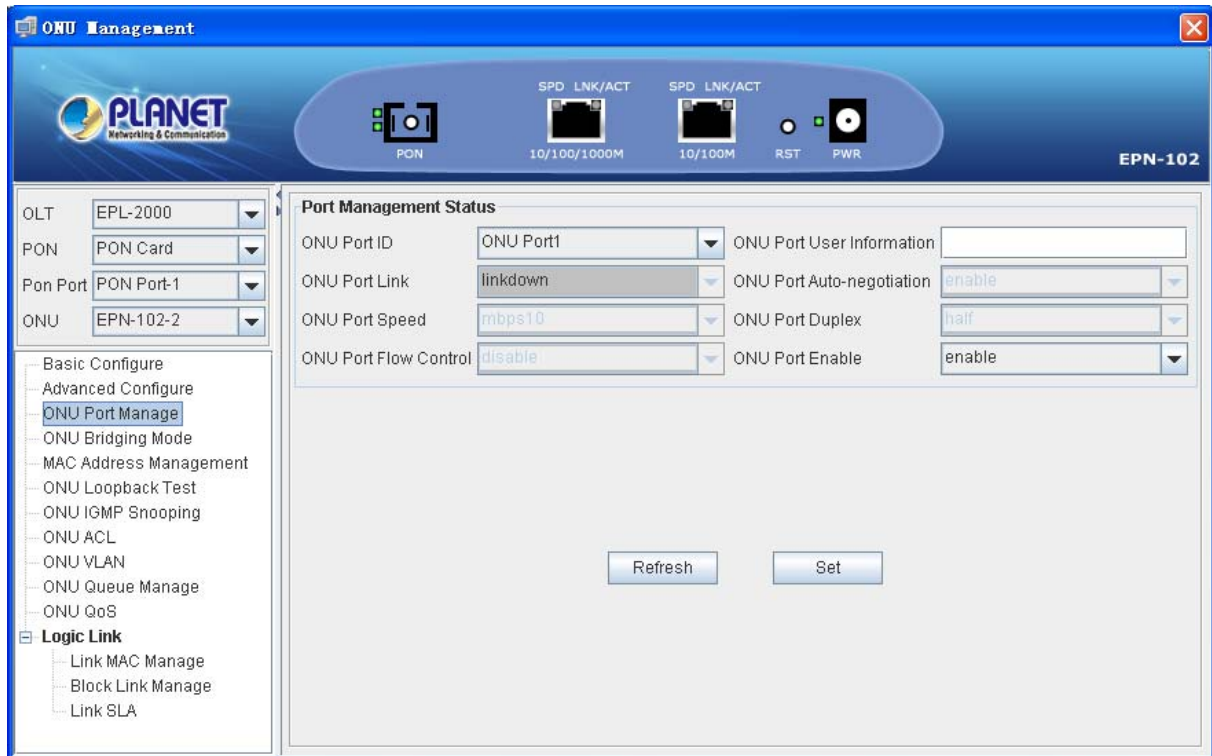 ONU Management
PLANET
Networking & Communication
SPD LNK/ACT
SPD LNK/ACT
PON
10/100/1000M
10/100M
RST
PWR
EPN-102
OLT
EPL-2000
PON
PON Card
Pon Port
PON Port-1
ONU
EPN-102-2
Basic Configure
Advanced Configure
ONU Port Manage
ONU Bridging Mode
MAC Address Management
ONU Loopback Test
ONU IGMP Snooping
ONU ACL
ONU VLAN
ONU Queue Manage
ONU QoS
Logic Link
Link MAC Manage
Block Link Manage
Link SLA
Port Management Status
ONU Port ID
ONU Port1
ONU Port User Information
ONU Port Link
linkdown
ONU Port Auto-negotiation
enable
ONU Port Speed
mbps10
ONU Port Duplex
half
ONU Port Flow Control
disable
ONU Port Enable
enable
Refresh
Set